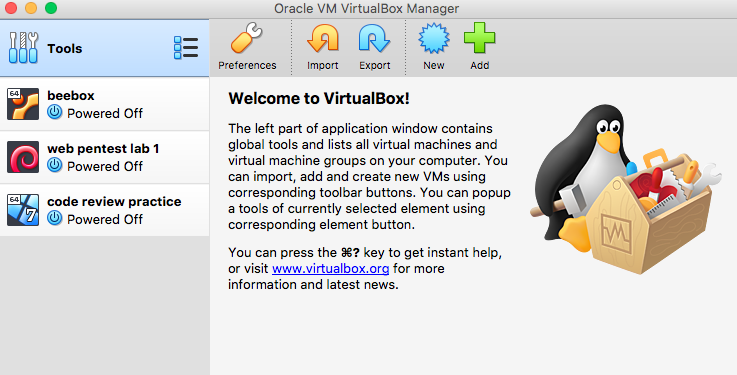 Oracle VM VirtualBox Manager
Tools
Preferences
Import
Export
New
Add
64
beebox
Powered Off
web pentest lab 1
Powered Off
64
7
code review practice
Powered Off
Welcome to VirtualBox!
The left part of application window contains
global tools and lists all virtual machines and
virtual machine groups on your computer. You
can import, add and create new VMs using
corresponding toolbar buttons. You can popup
a tools of currently selected element using
corresponding element button.
You can press the ⌘? key to get instant help,
or visit www.virtualbox.org for more
information and latest news.
VM